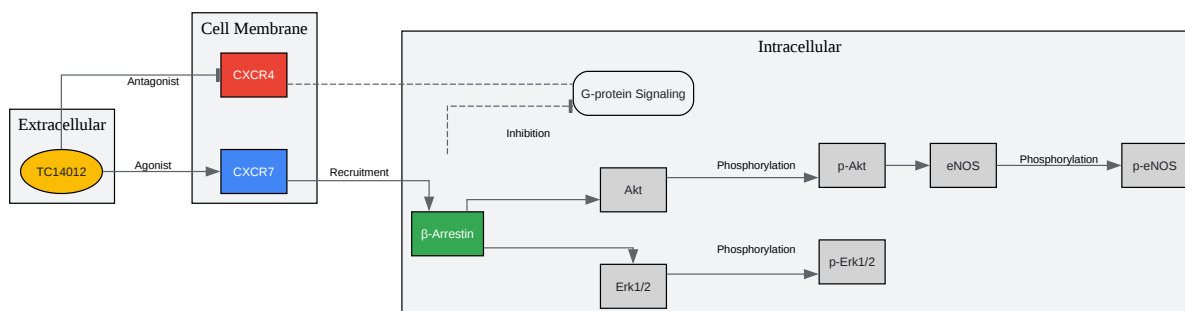 Cell Membrane
Intracellular
CXCR4
Antagonist
G-protein Signaling
Extracellular
Inhibition
TC14012
Agonist
CXCR7
Recruitment
Phosphorylation
p-Akt
eNOS
Phosphorylation
p-eNOS
Akt
β-Arrestin
Phosphorylation
p-Erk1/2
Erk1/2